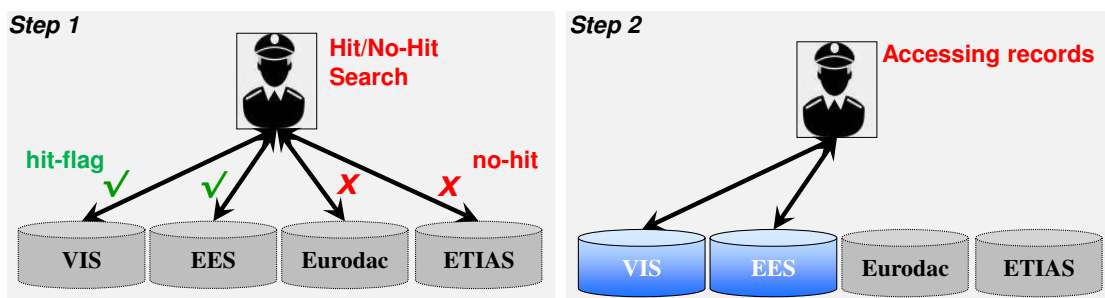 Step 1
Hit/No-Hit
Search
hit-flag
no-hit
√
√
X
X
VIS
EES
Eurodac
ETIAS
Step 2
Accessing records
VIS
EES
Eurodac
ETIAS